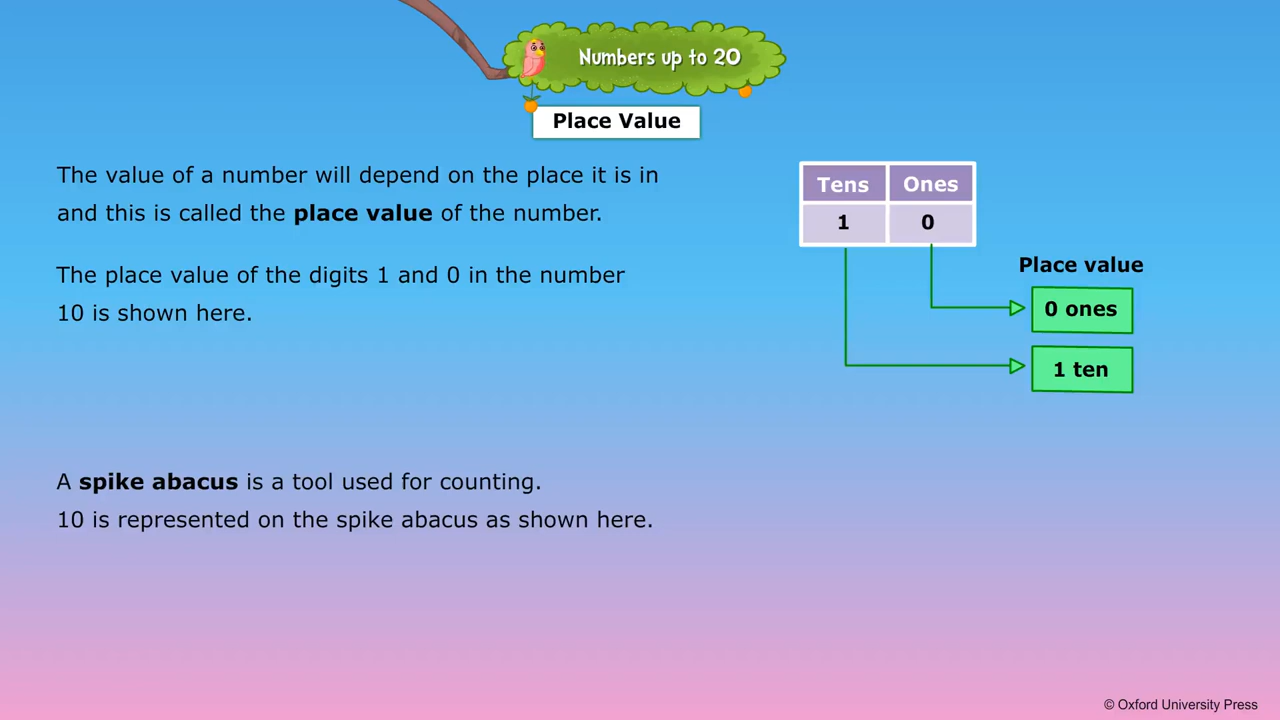 Numbers up to 20
Place Value
The value of a number will depend on the place it is in
and this is called the place value of the number.
The place value of the digits 1 and 0 in the number
10 is shown here.
Tens Ones
1 0
Place value
0 ones
1 ten
A spike abacus is a tool used for counting.
10 is represented on the spike abacus as shown here.
© Oxford University Press